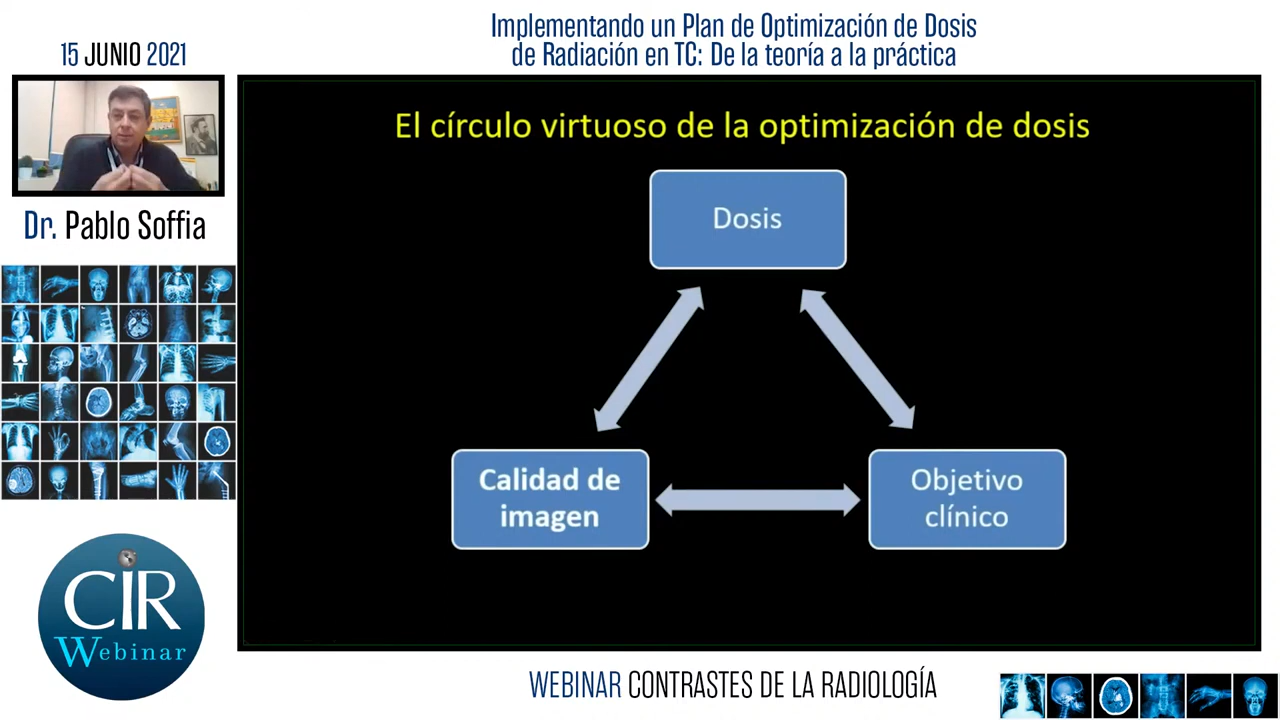 Implementando un Plan de Optimización de Dosis
de Radiación en TC: De la teoría a la práctica
15 JUNIO 2021
Dr. Pablo Soffia
El círculo virtuoso de la optimización de dosis
Dosis
Calidad de
imagen
Objetivo
clínico
CIR
Webinar
WEBINAR CONTRASTES DE LA RADIOLOGÍA